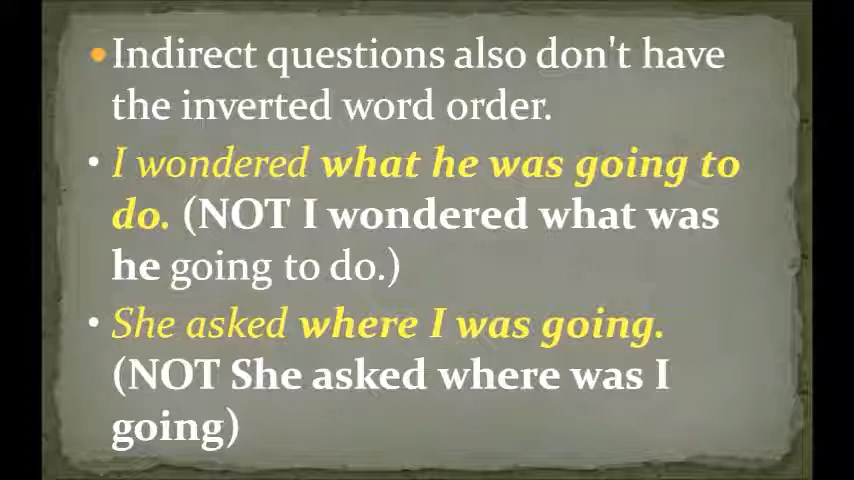 • Indirect questions also don't have
the inverted word order.
• I wondered what he was going to
do. (NOT I wondered what was
he going to do.)
• She asked where I was going.
(NOT She asked where was I
going)